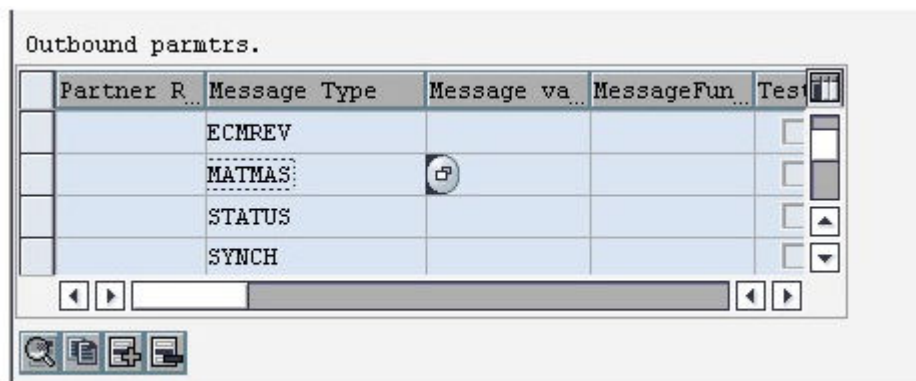 Outbound parmtrs.
Partner R.. Message Type Message va.. MessageFun.. Test
ECMREV
MATMAS
STATUS
SYNCH